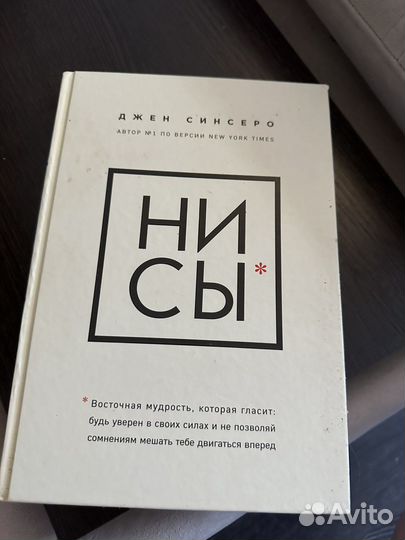 ДЖЕН СИНСЕРО
АВТОР №1 ПО ВЕРСИИ NEW YORK TIMES
НИ
СЫ*
* Восточная мудрость, которая гласит:
будь уверен в своих силах и не позволяй
сомнениям мешать тебе двигаться вперед
Avito